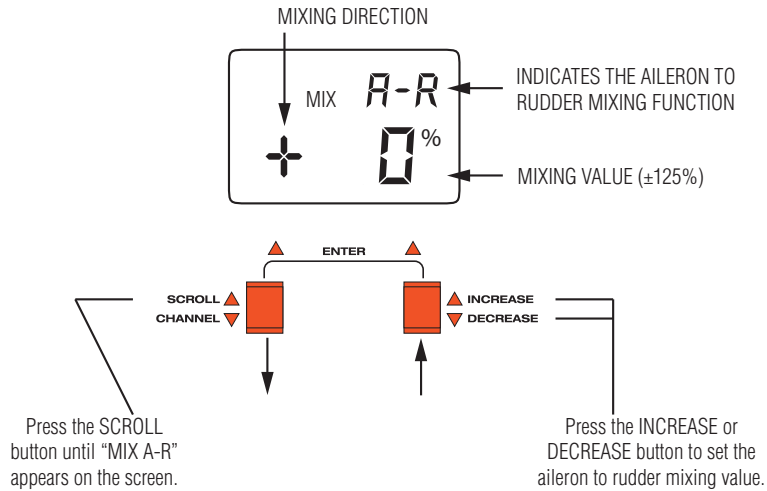 MIXING DIRECTION
MIX A-R
INDICATES THE AILERON TO
RUDDER MIXING FUNCTION
+ 0%
MIXING VALUE (±125%)
▲ ENTER ▲
SCROLL ▲
CHANNEL ▼
▲ INCREASE
▼ DECREASE
Press the SCROLL
button until “MIX A-R”
appears on the screen.
Press the INCREASE or
DECREASE button to set the
aileron to rudder mixing value.